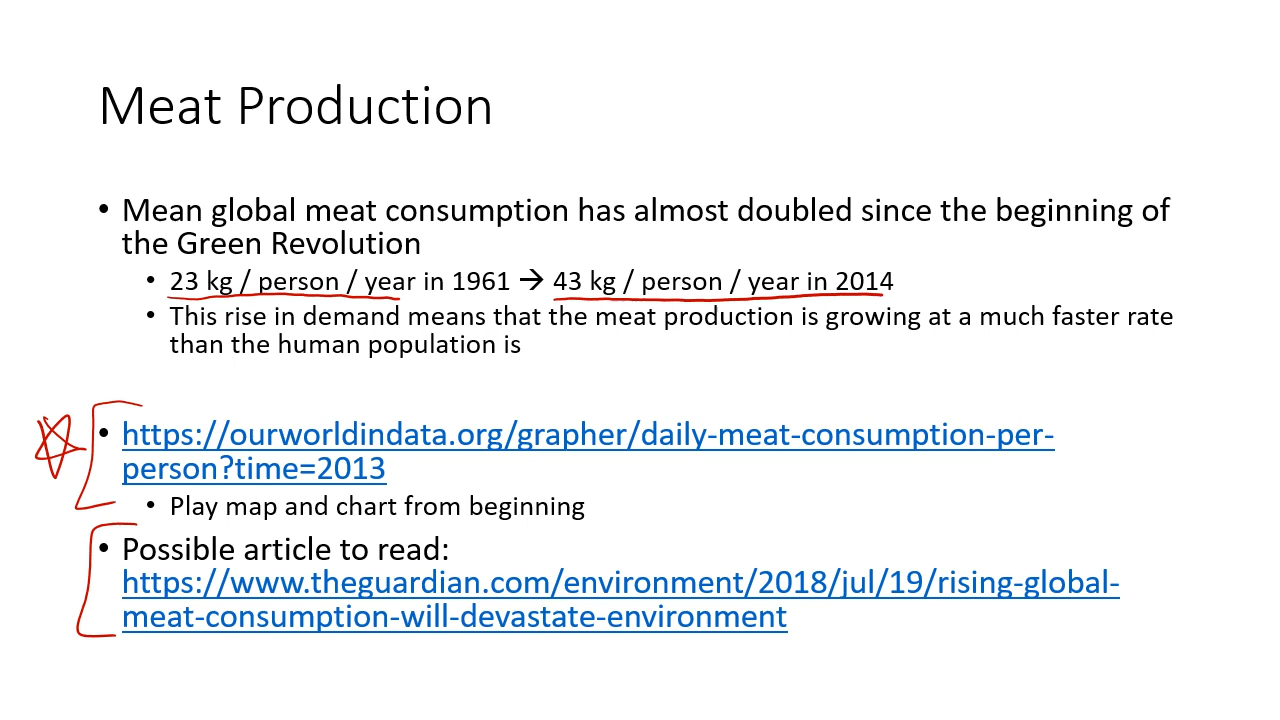 Meat Production
• Mean global meat consumption has almost doubled since the beginning of
the Green Revolution
• 23 kg / person / year in 1961 → 43 kg / person / year in 2014
• This rise in demand means that the meat production is growing at a much faster rate
than the human population is
• https://ourworldindata.org/grapher/daily-meat-consumption-per-
person?time=2013
• Play map and chart from beginning
• Possible article to read:
https://www.theguardian.com/environment/2018/jul/19/rising-global-
meat-consumption-will-devastate-environment